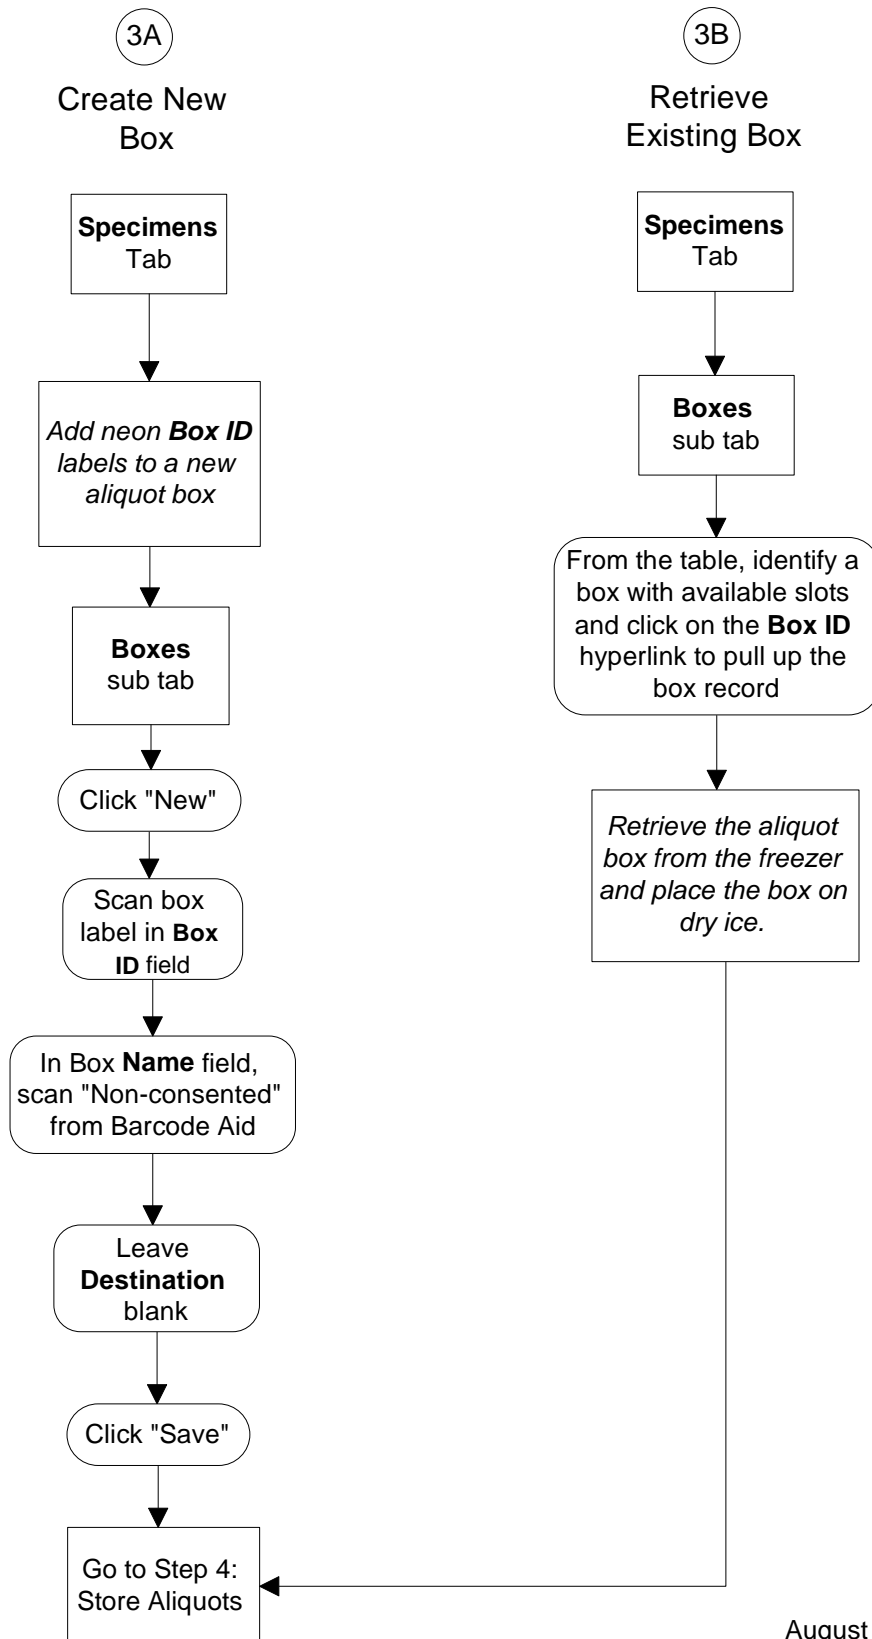 3A
Create New
Box
Specimens
Tab
Add neon Box ID
labels to a new
aliquot box
Boxes
sub tab
Click "New"
Scan box
label in Box
ID field
In Box Name field,
scan "Non-consented"
from Barcode Aid
Leave
Destination
blank
Click "Save"
Go to Step 4:
Store Aliquots
3B
Retrieve
Existing Box
Specimens
Tab
Boxes
sub tab
From the table, identify a
box with available slots
and click on the Box ID
hyperlink to pull up the
box record
Retrieve the aliquot
box from the freezer
and place the box on
dry ice.
August